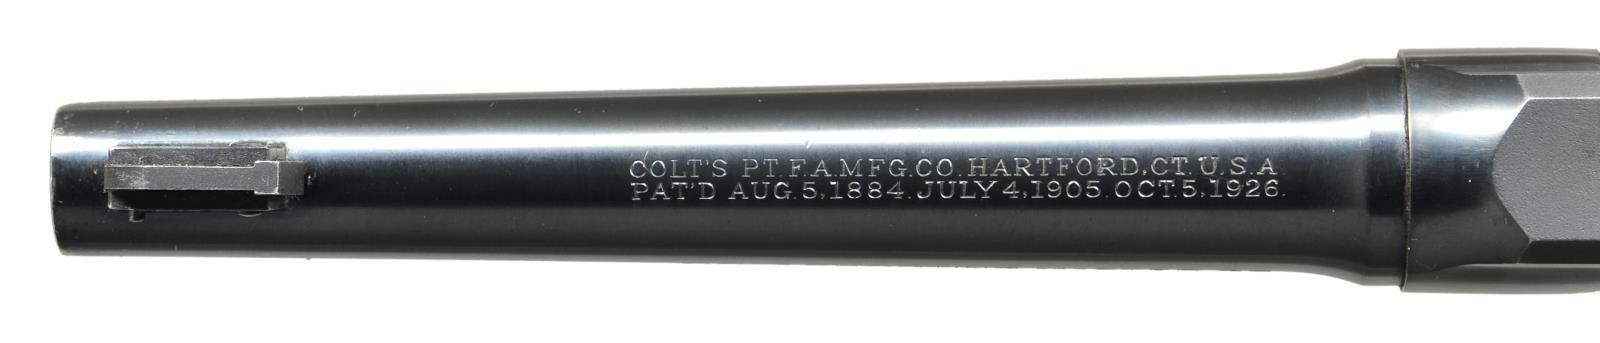 COLT'S PT.F.A.MFG.CO.HARTFORD,CT.U.S.A.
PAT'D AUG.5,1884.JULY 4,1905.OCT.5,1926.